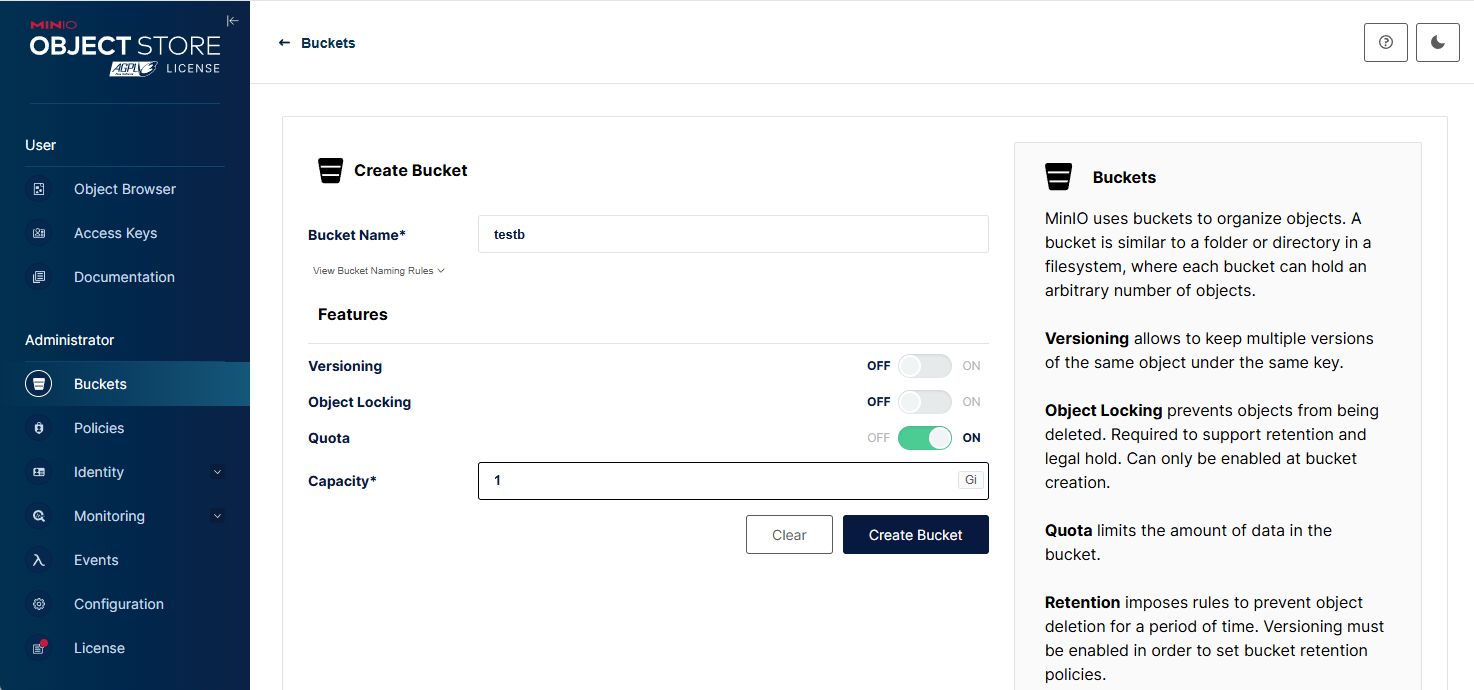 MINIO
OBJECT STORE
AGPLv3 LICENSE
User
Object Browser
Access Keys
Documentation
Administrator
Buckets
Policies
Identity
Monitoring
Events
Configuration
License
← Buckets
Create Bucket
Bucket Name* testb
View Bucket Naming Rules
Features
Versioning OFF ON
Object Locking OFF ON
Quota OFF ON
Capacity* 1 Gi
Clear Create Bucket
Buckets
MinIO uses buckets to organize objects. A
bucket is similar to a folder or directory in a
filesystem, where each bucket can hold an
arbitrary number of objects.
Versioning allows to keep multiple versions
of the same object under the same key.
Object Locking prevents objects from being
deleted. Required to support retention and
legal hold. Can only be enabled at bucket
creation.
Quota limits the amount of data in the
bucket.
Retention imposes rules to prevent object
deletion for a period of time. Versioning must
be enabled in order to set bucket retention
policies.